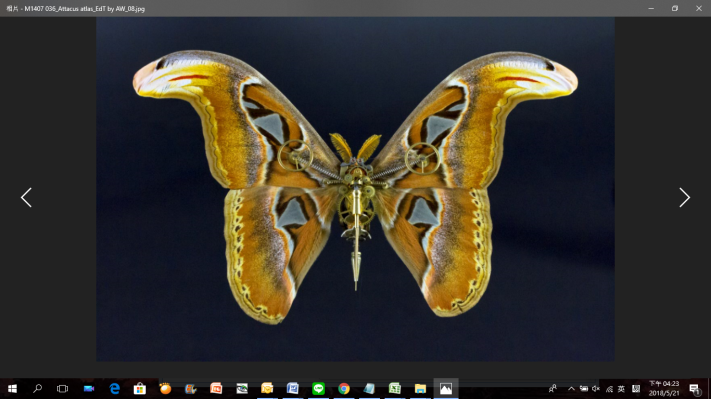 相片 - M1407 036_Attacus atlas_EdT by AW_08.jpg
英
下午 04:23
2018/5/21